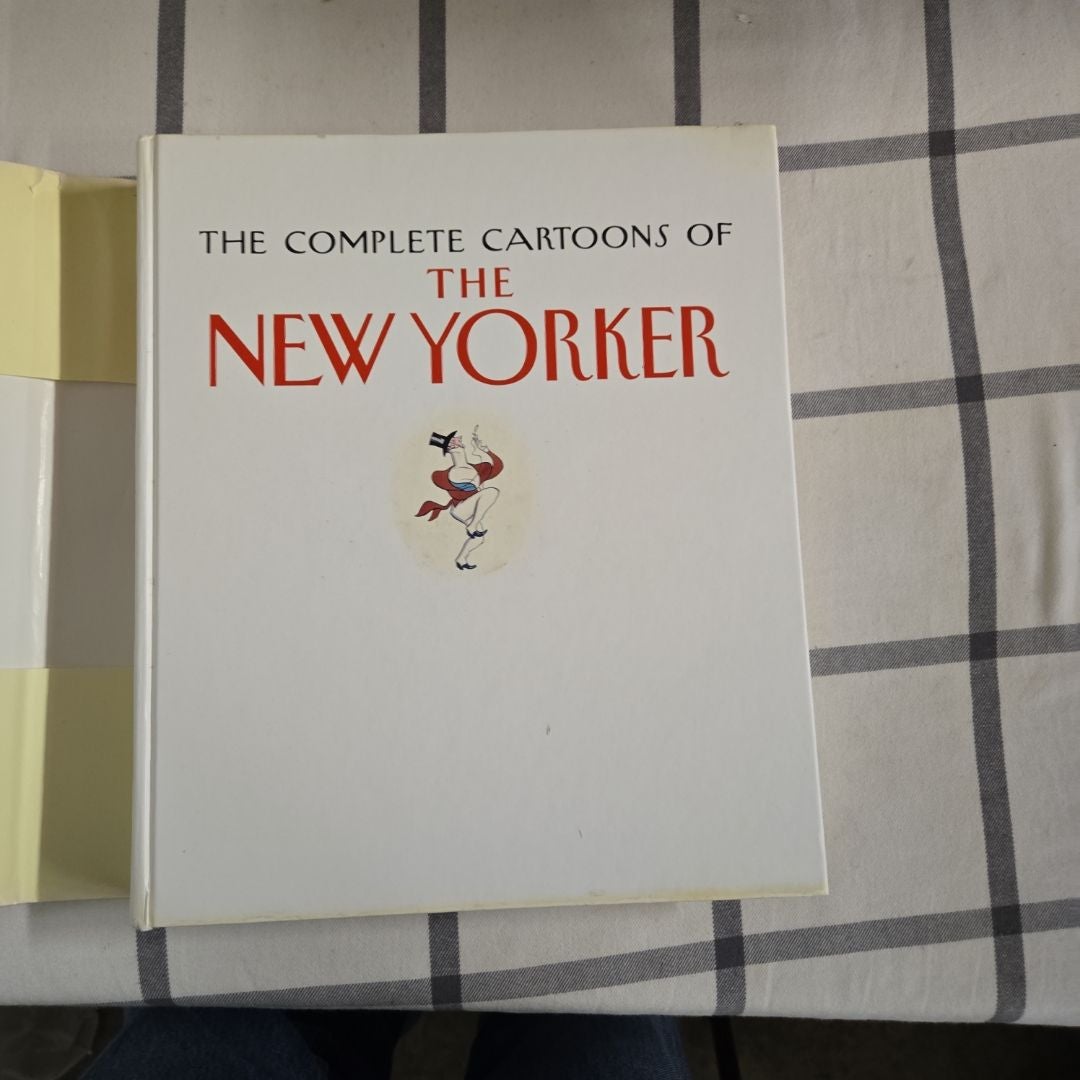 THE COMPLETE CARTOONS OF
THE
NEW YORKER